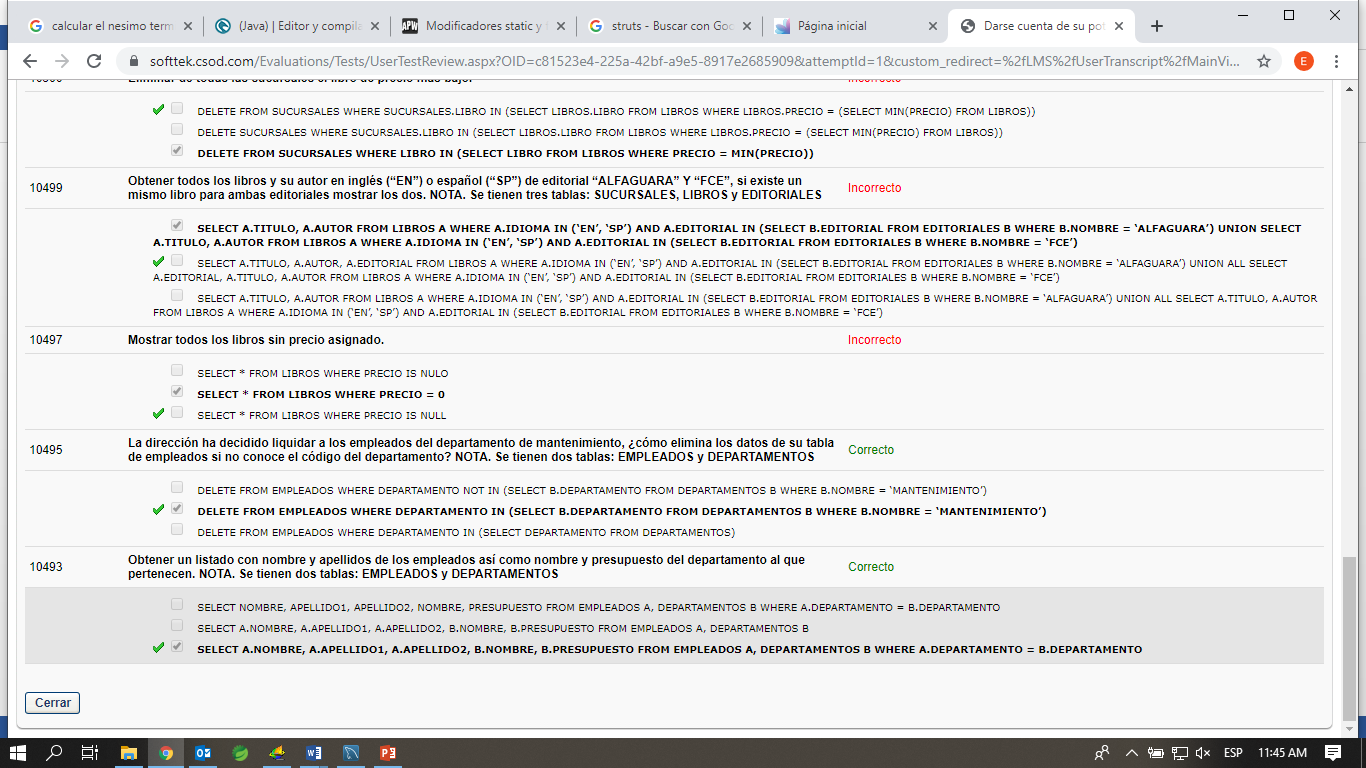 calcular el nesimo term
(Java) | Editor y compila
Modificadores static y
struts - Buscar con Goo
Página inicial
Darse cuenta de su pot
softtek.csod.com/Evaluations/Tests/UserTestReview.aspx?OID=c81523e4-225a-42bf-a9e5-8917e2685909&attemptId=1&custom_redirect=%2fLMS%2fUserTranscript%2fMainVi...
E
Eliminar de todas las sucursales el libro de precio más bajo. Incorrecto
DELETE FROM SUCURSALES WHERE SUCURSALES.LIBRO IN (SELECT LIBROS.LIBRO FROM LIBROS WHERE LIBROS.PRECIO = (SELECT MIN(PRECIO) FROM LIBROS))
DELETE SUCURSALES WHERE SUCURSALES.LIBRO IN (SELECT LIBROS.LIBRO FROM LIBROS WHERE LIBROS.PRECIO = (SELECT MIN(PRECIO) FROM LIBROS))
DELETE FROM SUCURSALES WHERE LIBRO IN (SELECT LIBRO FROM LIBROS WHERE PRECIO = MIN(PRECIO))
10499 Obtener todos los libros y su autor en inglés (“EN”) o español (“SP”) de editorial “ALFAGUARA” Y “FCE”, si existe un Incorrecto
mismo libro para ambas editoriales mostrar los dos. NOTA. Se tienen tres tablas: SUCURSALES, LIBROS y EDITORIALES
SELECT A.TITULO, A.AUTOR FROM LIBROS A WHERE A.IDIOMA IN (‘EN’, ‘SP’) AND A.EDITORIAL IN (SELECT B.EDITORIAL FROM EDITORIALES B WHERE B.NOMBRE = ‘ALFAGUARA’) UNION SELECT
A.TITULO, A.AUTOR FROM LIBROS A WHERE A.IDIOMA IN (‘EN’, ‘SP’) AND A.EDITORIAL IN (SELECT B.EDITORIAL FROM EDITORIALES B WHERE B.NOMBRE = ‘FCE’)
SELECT A.TITULO, A.AUTOR, A.EDITORIAL FROM LIBROS A WHERE A.IDIOMA IN (‘EN’, ‘SP’) AND A.EDITORIAL IN (SELECT B.EDITORIAL FROM EDITORIALES B WHERE B.NOMBRE = ‘ALFAGUARA’) UNION ALL SELECT
A.EDITORIAL, A.TITULO, A.AUTOR FROM LIBROS A WHERE A.IDIOMA IN (‘EN’, ‘SP’) AND A.EDITORIAL IN (SELECT B.EDITORIAL FROM EDITORIALES B WHERE B.NOMBRE = ‘FCE’)
SELECT A.TITULO, A.AUTOR FROM LIBROS A WHERE A.IDIOMA IN (‘EN’, ‘SP’) AND A.EDITORIAL IN (SELECT B.EDITORIAL FROM EDITORIALES B WHERE B.NOMBRE = ‘ALFAGUARA’) UNION ALL SELECT A.TITULO, A.AUTOR
FROM LIBROS A WHERE A.IDIOMA IN (‘EN’, ‘SP’) AND A.EDITORIAL IN (SELECT B.EDITORIAL FROM EDITORIALES B WHERE B.NOMBRE = ‘FCE’)
10497 Mostrar todos los libros sin precio asignado. Incorrecto
SELECT * FROM LIBROS WHERE PRECIO IS NULO
SELECT * FROM LIBROS WHERE PRECIO = 0
SELECT * FROM LIBROS WHERE PRECIO IS NULL
10495 La dirección ha decidido liquidar a los empleados del departamento de mantenimiento, ¿cómo elimina los datos de su tabla Correcto
de empleados si no conoce el código del departamento? NOTA. Se tienen dos tablas: EMPLEADOS y DEPARTAMENTOS
DELETE FROM EMPLEADOS WHERE DEPARTAMENTO NOT IN (SELECT B.DEPARTAMENTO FROM DEPARTAMENTOS B WHERE B.NOMBRE = ‘MANTENIMIENTO’)
DELETE FROM EMPLEADOS WHERE DEPARTAMENTO IN (SELECT B.DEPARTAMENTO FROM DEPARTAMENTOS B WHERE B.NOMBRE = ‘MANTENIMIENTO’)
DELETE FROM EMPLEADOS WHERE DEPARTAMENTO IN (SELECT DEPARTAMENTO FROM DEPARTAMENTOS)
10493 Obtener un listado con nombre y apellidos de los empleados así como nombre y presupuesto del departamento al que Correcto
pertenecen. NOTA. Se tienen dos tablas: EMPLEADOS y DEPARTAMENTOS
SELECT NOMBRE, APELLIDO1, APELLIDO2, NOMBRE, PRESUPUESTO FROM EMPLEADOS A, DEPARTAMENTOS B WHERE A.DEPARTAMENTO = B.DEPARTAMENTO
SELECT A.NOMBRE, A.APELLIDO1, A.APELLIDO2, B.NOMBRE, B.PRESUPUESTO FROM EMPLEADOS A, DEPARTAMENTOS B
SELECT A.NOMBRE, A.APELLIDO1, A.APELLIDO2, B.NOMBRE, B.PRESUPUESTO FROM EMPLEADOS A, DEPARTAMENTOS B WHERE A.DEPARTAMENTO = B.DEPARTAMENTO
Cerrar
ESP 11:45 AM